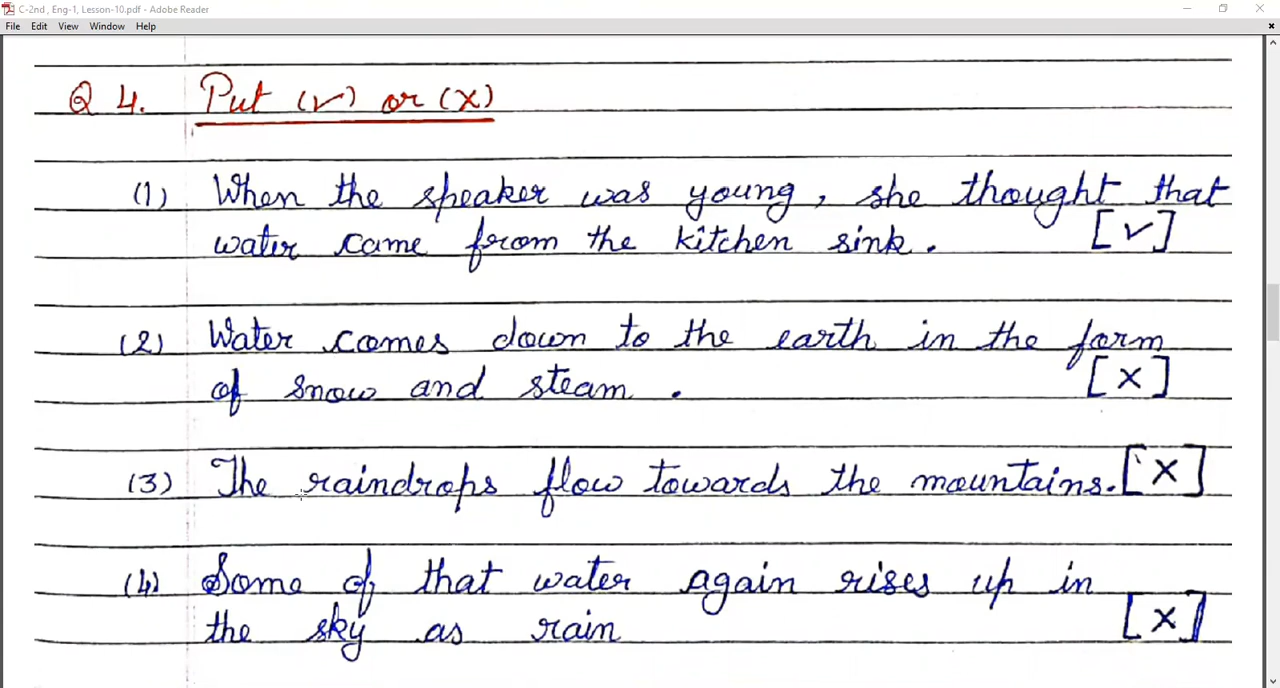 C-2nd , Eng-1, Lesson-10.pdf - Adobe Reader
File Edit View Window Help
Q 4. Put (✓) or (x)
(1) When the speaker was young, she thought that
water came from the kitchen sink. [✓]
(2) Water comes down to the earth in the form
of snow and steam. [x]
(3) The raindrops flow towards the mountains. [x]
(4) Some of that water again rises up in
the sky as rain [x]